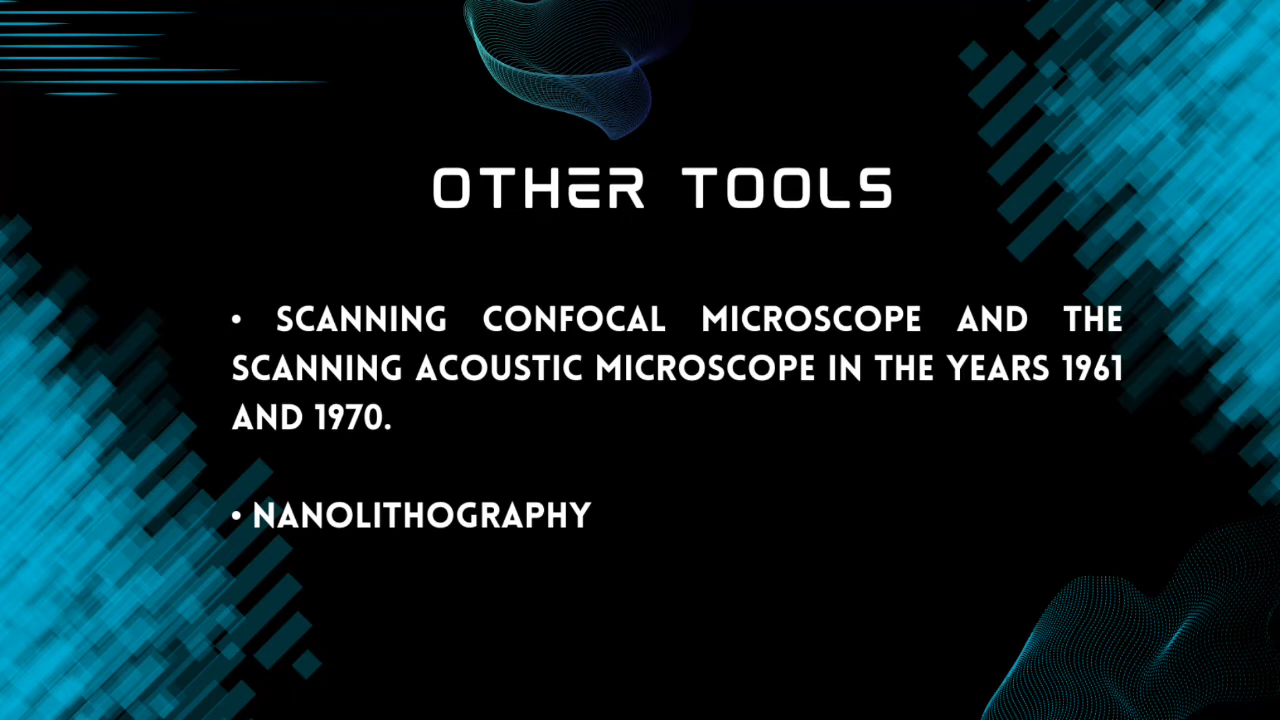 OTHER TOOLS
• SCANNING CONFOCAL MICROSCOPE AND THE
SCANNING ACOUSTIC MICROSCOPE IN THE YEARS 1961
AND 1970.
• NANOLITHOGRAPHY